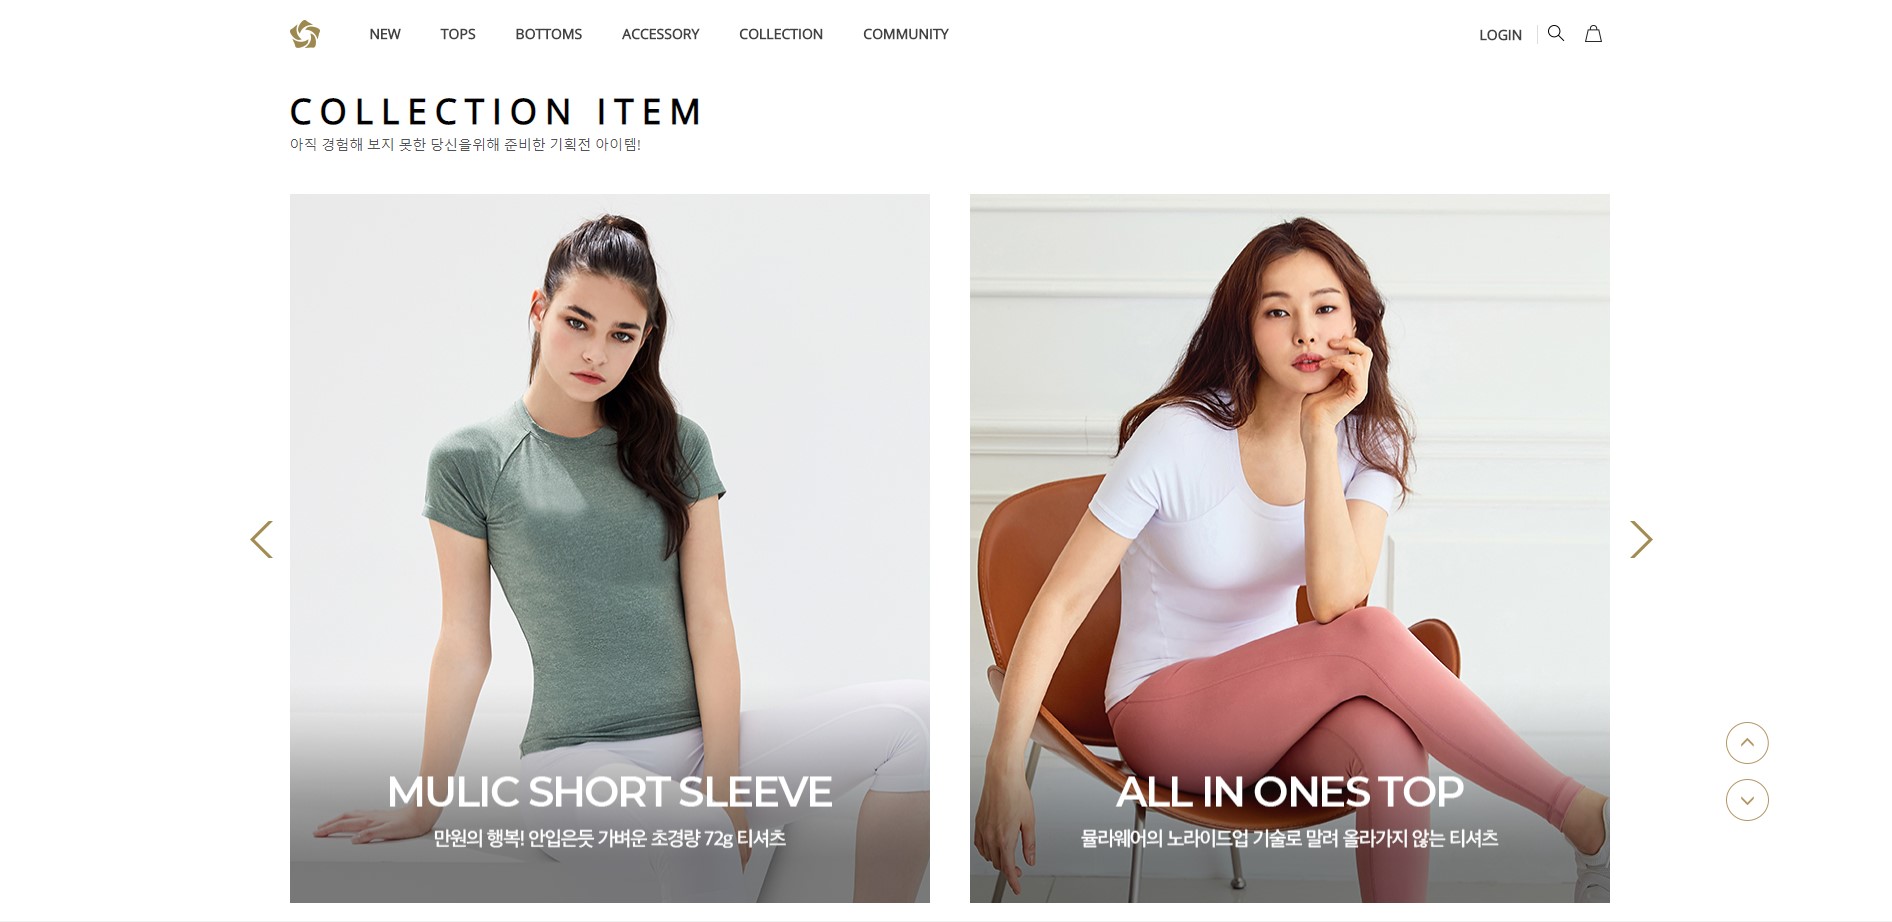 NEW
TOPS
BOTTOMS
ACCESSORY
COLLECTION
COMMUNITY
LOGIN
COLLECTION ITEM
아직 경험해 보지 못한 당신을위해 준비한 기획전 아이템!
MULIC SHORT SLEEVE
만원의 행복! 안입은듯 가벼운 초경량 72g 티셔츠
ALL IN ONES TOP
뮬라웨어의 노라이드업 기술로 말려 올라가지 않는 티셔츠